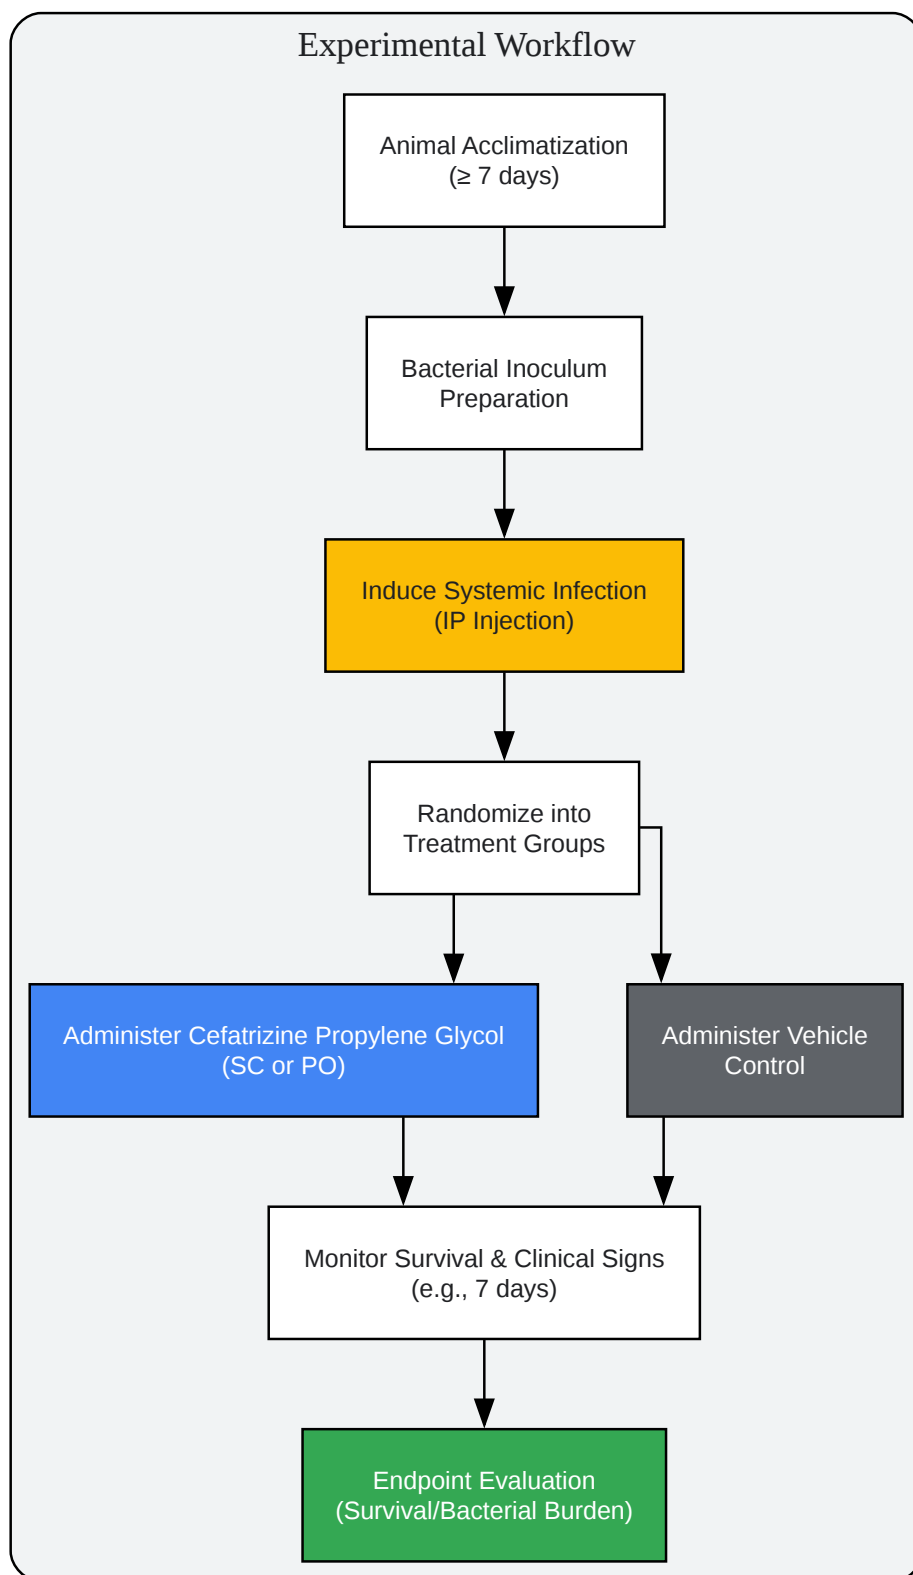 Experimental Workflow
Animal Acclimatization
(≥ 7 days)
Bacterial Inoculum
Preparation
Induce Systemic Infection
(IP Injection)
Randomize into
Treatment Groups
Administer Cefatrizine Propylene Glycol
(SC or PO)
Administer Vehicle
Control
Monitor Survival & Clinical Signs
(e.g., 7 days)
Endpoint Evaluation
(Survival/Bacterial Burden)